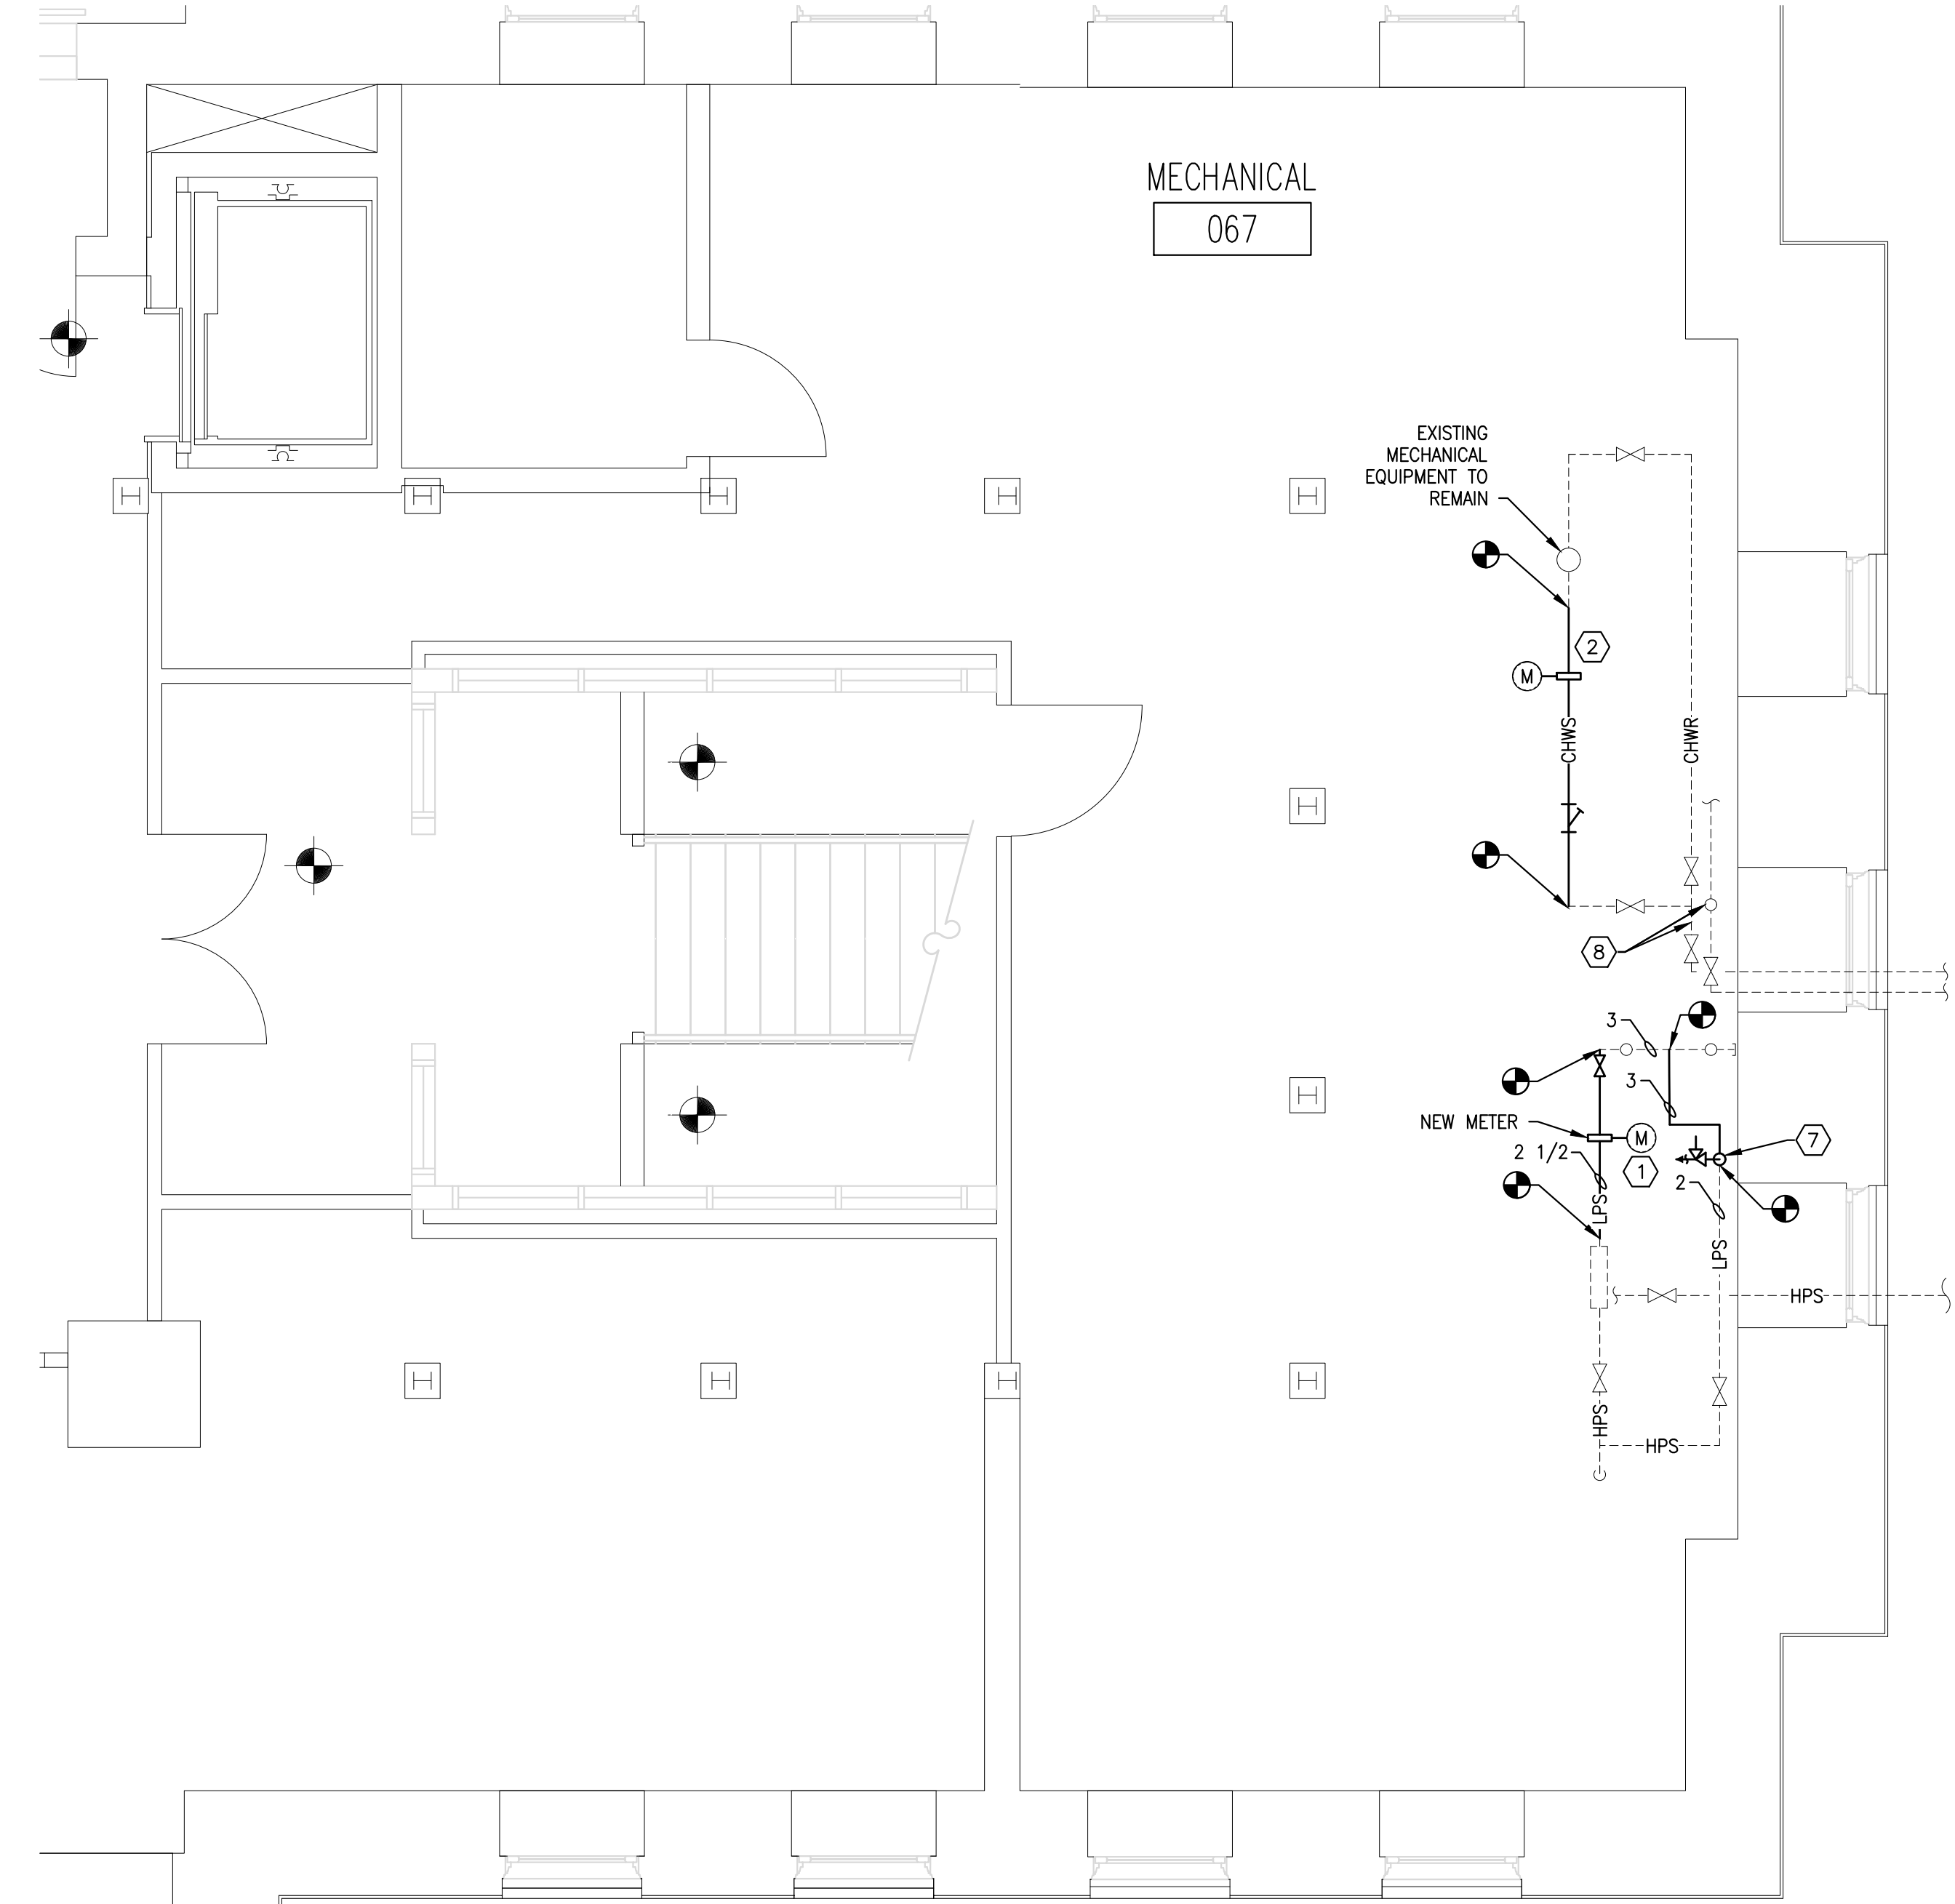 MECHANICAL
067
EXISTING
MECHANICAL
EQUIPMENT TO
REMAIN
2
M
CHWS
CHWR
8
3
3
NEW METER
M
7
2 1/2
1
2
LPS
LPS
HPS
HPS
HPS